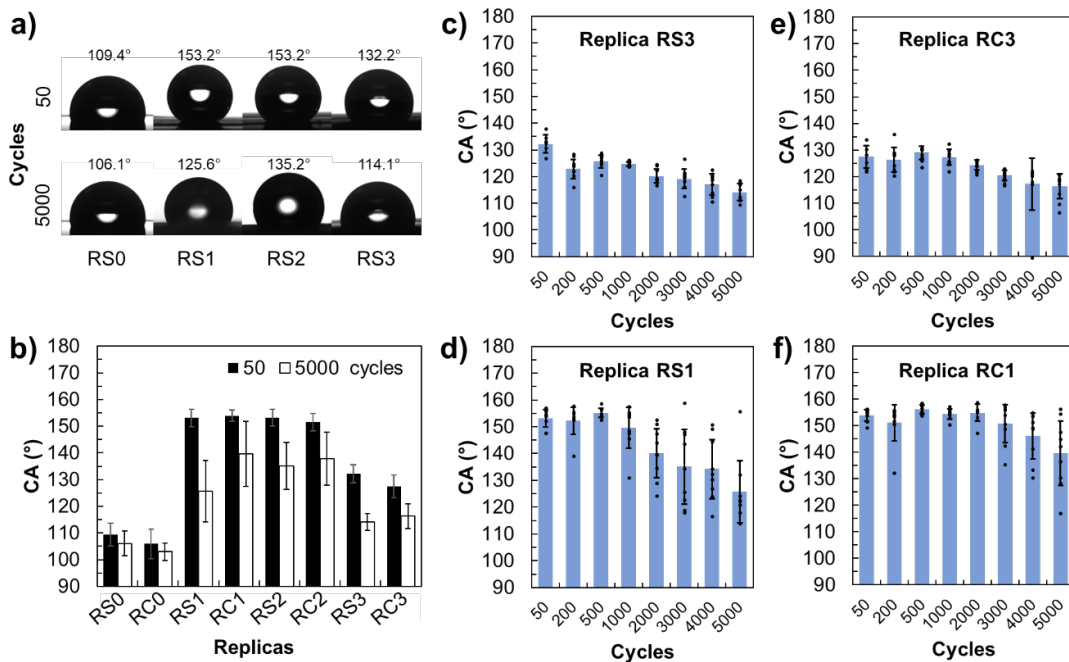 a)
109.4° 153.2° 153.2° 132.2°
50
106.1° 125.6° 135.2° 114.1°
5000
Cycles
RS0 RS1 RS2 RS3
b)
180
170
160
150
140
130
120
110
100
90
CA (°)
50 5000 cycles
RS0 RC0 RS1 RC1 RS2 RC2 RS3 RC3
Replicas
c)
Replica RS3
180
170
160
150
140
130
120
110
100
90
CA (°)
50 200 500 1000 2000 3000 4000 5000
Cycles
d)
Replica RS1
180
170
160
150
140
130
120
110
100
90
CA (°)
50 200 500 1000 2000 3000 4000 5000
Cycles
e)
Replica RC3
180
170
160
150
140
130
120
110
100
90
CA (°)
50 200 500 1000 2000 3000 4000 5000
Cycles
f)
Replica RC1
180
170
160
150
140
130
120
110
100
90
CA (°)
50 200 500 1000 2000 3000 4000 5000
Cycles